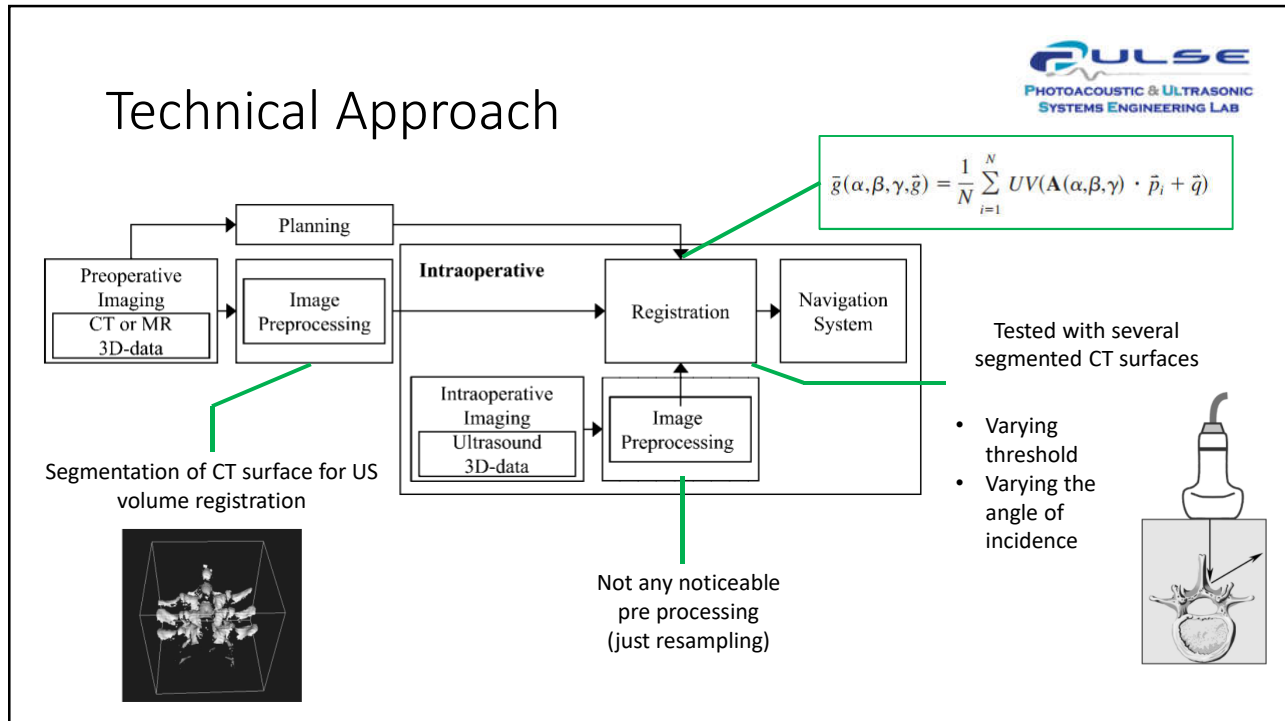 PULSE
PHOTOACOUSTIC & ULTRASONIC
SYSTEMS ENGINEERING LAB
Technical Approach
ḡ(α,β,γ,g⃗) = 1/N ∑_{i=1}^{N} UV(A(α,β,γ) · p⃗_i + q⃗)
Planning
Preoperative
Imaging
CT or MR
3D-data
Image
Preprocessing
Intraoperative
Registration
Navigation
System
Intraoperative
Imaging
Ultrasound
3D-data
Image
Preprocessing
Tested with several
segmented CT surfaces
• Varying
threshold
• Varying the
angle of
incidence
Segmentation of CT surface for US
volume registration
Not any noticeable
pre processing
(just resampling)